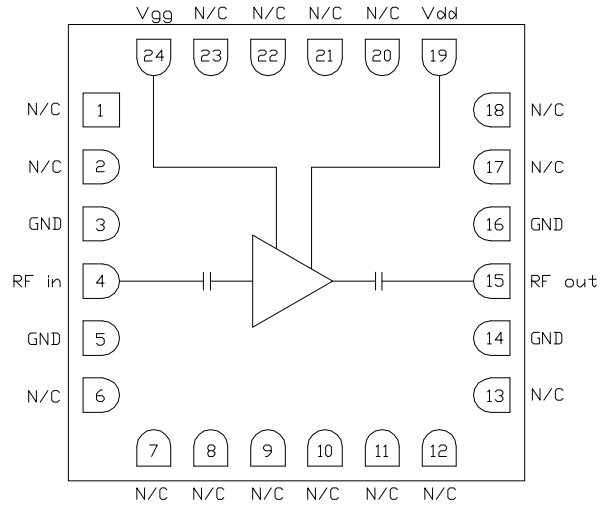 Vgg N/C N/C N/C N/C Vdd
24 23 22 21 20 19
N/C 1 18 N/C
N/C 2 17 N/C
GND 3 16 GND
RF in 4 15 RF out
GND 5 14 GND
N/C 6 13 N/C
7 8 9 10 11 12
N/C N/C N/C N/C N/C N/C